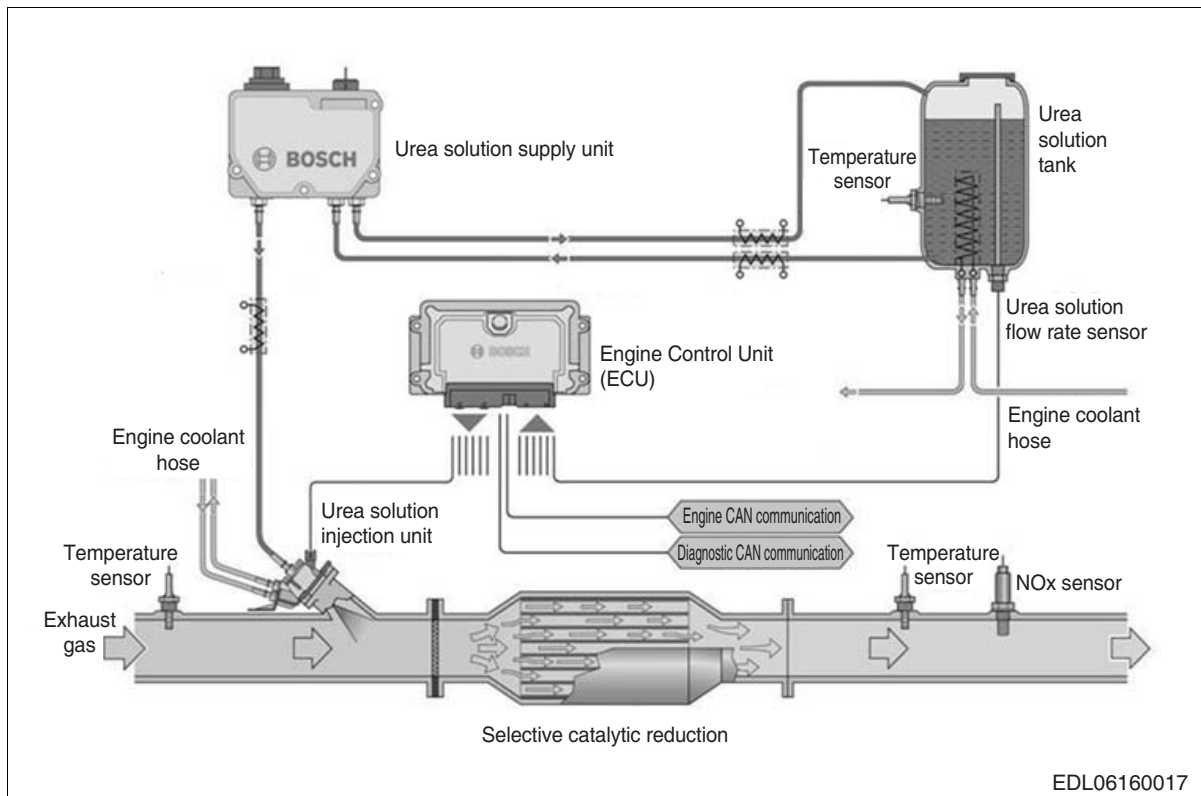 BOSCH
Urea solution supply unit
Urea
solution
tank
Temperature
sensor
Urea solution
flow rate sensor
BOSCH
Engine Control Unit
(ECU)
Engine coolant
hose
Engine coolant
hose
Urea solution
injection unit
Engine CAN communication
Diagnostic CAN communication
Temperature
sensor
Temperature
sensor
NOx sensor
Exhaust
gas
Selective catalytic reduction
EDL06160017